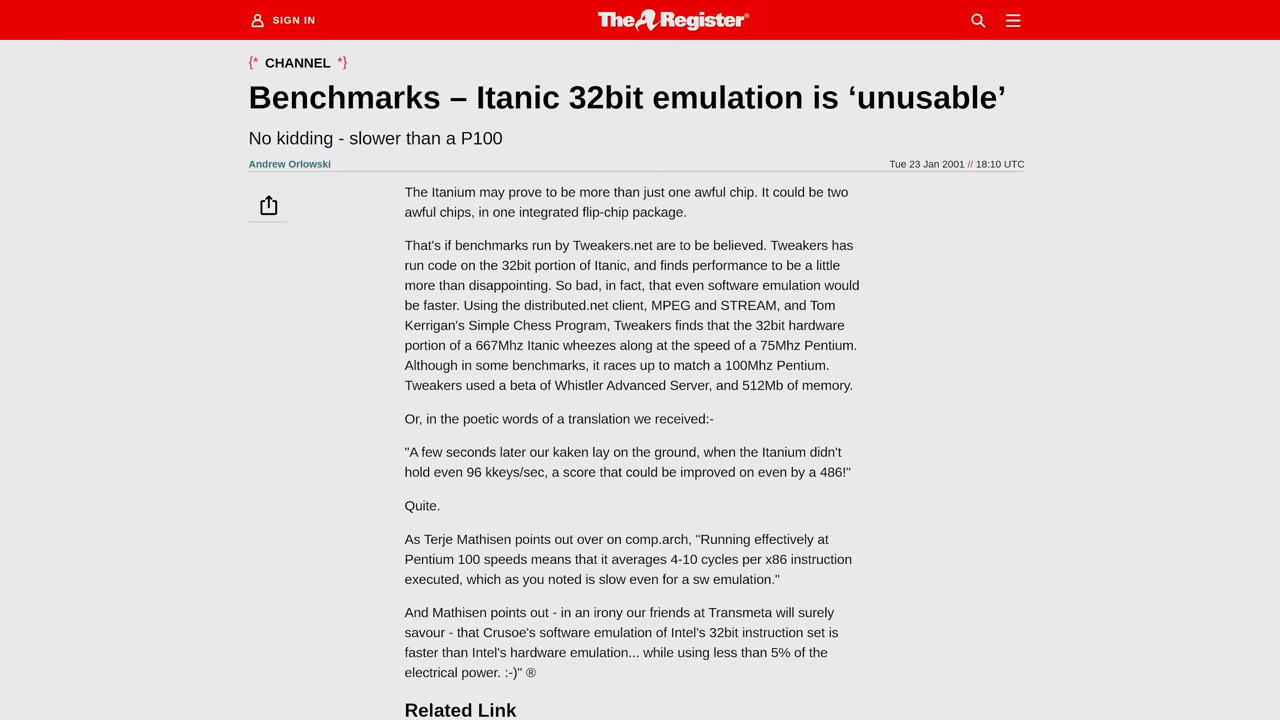 SIGN IN
The Register®
{* CHANNEL *}
Benchmarks – Itanic 32bit emulation is ‘unusable’
No kidding - slower than a P100
Andrew Orlowski
Tue 23 Jan 2001 // 18:10 UTC
The Itanium may prove to be more than just one awful chip. It could be two
awful chips, in one integrated flip-chip package.
That's if benchmarks run by Tweakers.net are to be believed. Tweakers has
run code on the 32bit portion of Itanic, and finds performance to be a little
more than disappointing. So bad, in fact, that even software emulation would
be faster. Using the distributed.net client, MPEG and STREAM, and Tom
Kerrigan's Simple Chess Program, Tweakers finds that the 32bit hardware
portion of a 667Mhz Itanic wheezes along at the speed of a 75Mhz Pentium.
Although in some benchmarks, it races up to match a 100Mhz Pentium.
Tweakers used a beta of Whistler Advanced Server, and 512Mb of memory.
Or, in the poetic words of a translation we received:-
"A few seconds later our kaken lay on the ground, when the Itanium didn't
hold even 96 kkeys/sec, a score that could be improved on even by a 486!"
Quite.
As Terje Mathisen points out over on comp.arch, "Running effectively at
Pentium 100 speeds means that it averages 4-10 cycles per x86 instruction
executed, which as you noted is slow even for a sw emulation."
And Mathisen points out - in an irony our friends at Transmeta will surely
savour - that Crusoe's software emulation of Intel's 32bit instruction set is
faster than Intel's hardware emulation... while using less than 5% of the
electrical power. :-)" ®
Related Link